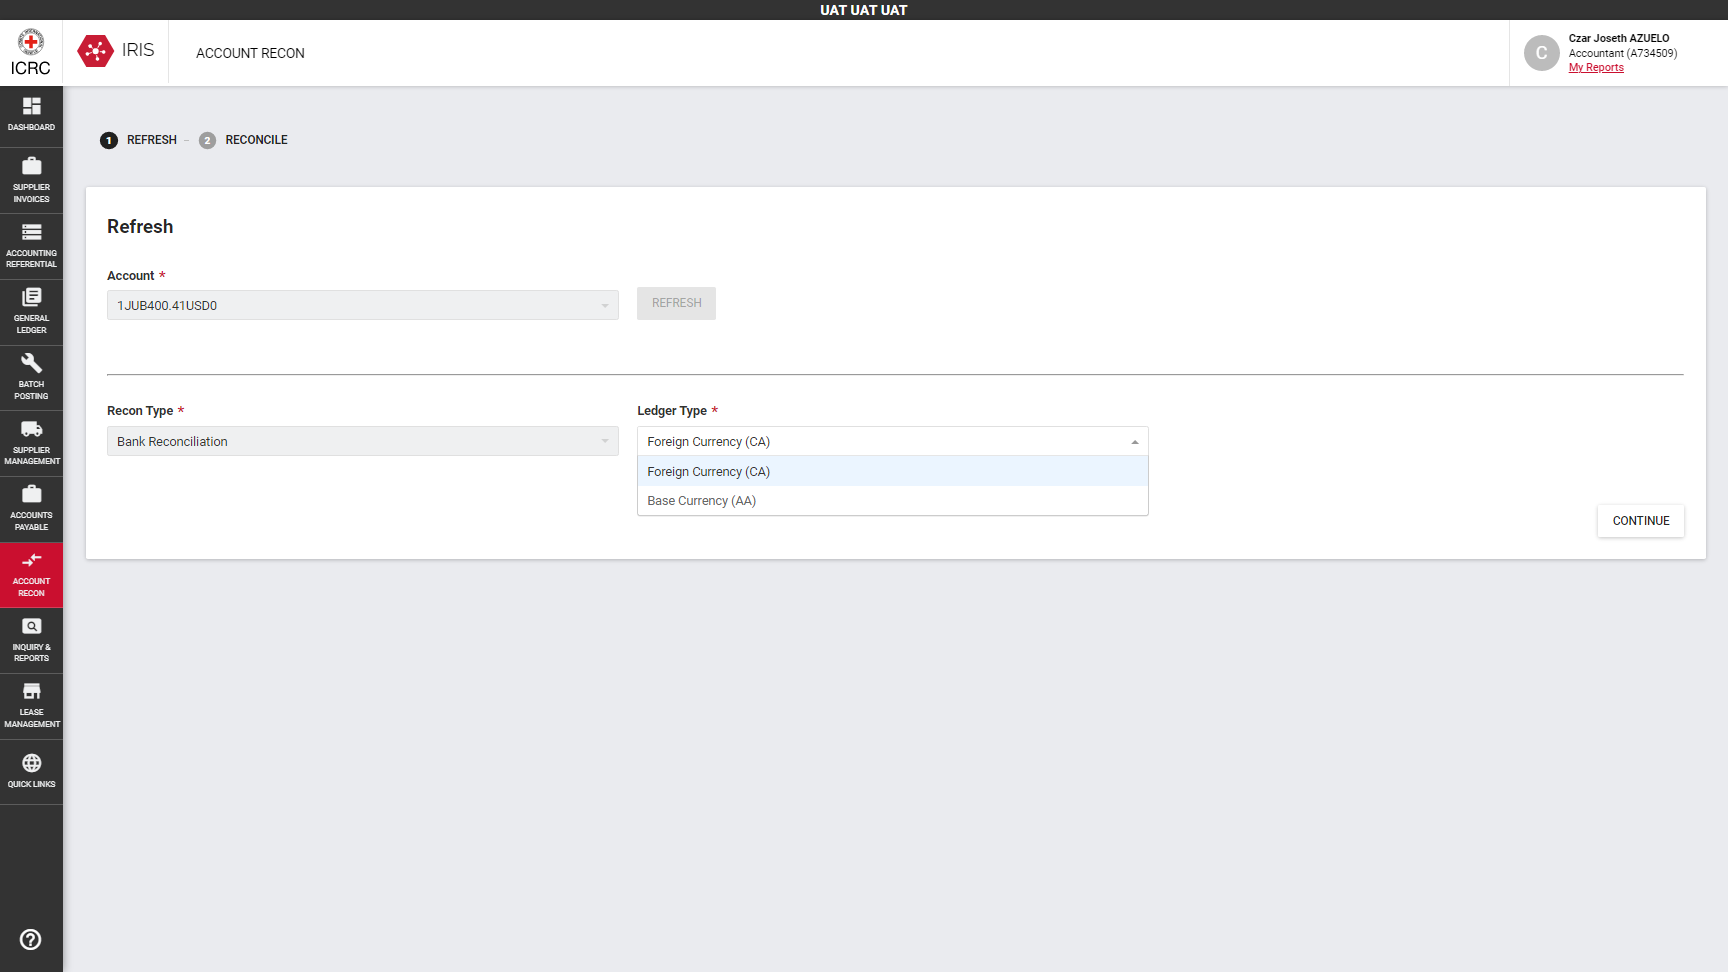 UAT UAT UAT
ICRC
IRIS
ACCOUNT RECON
C
Czar Joseth AZUELO
Accountant (A734509)
My Reports
DASHBOARD
SUPPLIER
INVOICES
ACCOUNTING
REFERENTIAL
GENERAL
LEDGER
BATCH
POSTING
SUPPLIER
MANAGEMENT
ACCOUNTS
PAYABLE
ACCOUNT
RECON
INQUIRY &
REPORTS
LEASE
MANAGEMENT
QUICK LINKS
1 REFRESH – 2 RECONCILE
Refresh
Account *
1JUB400.41USD0
REFRESH
Recon Type *
Bank Reconciliation
Ledger Type *
Foreign Currency (CA)
Foreign Currency (CA)
Base Currency (AA)
CONTINUE